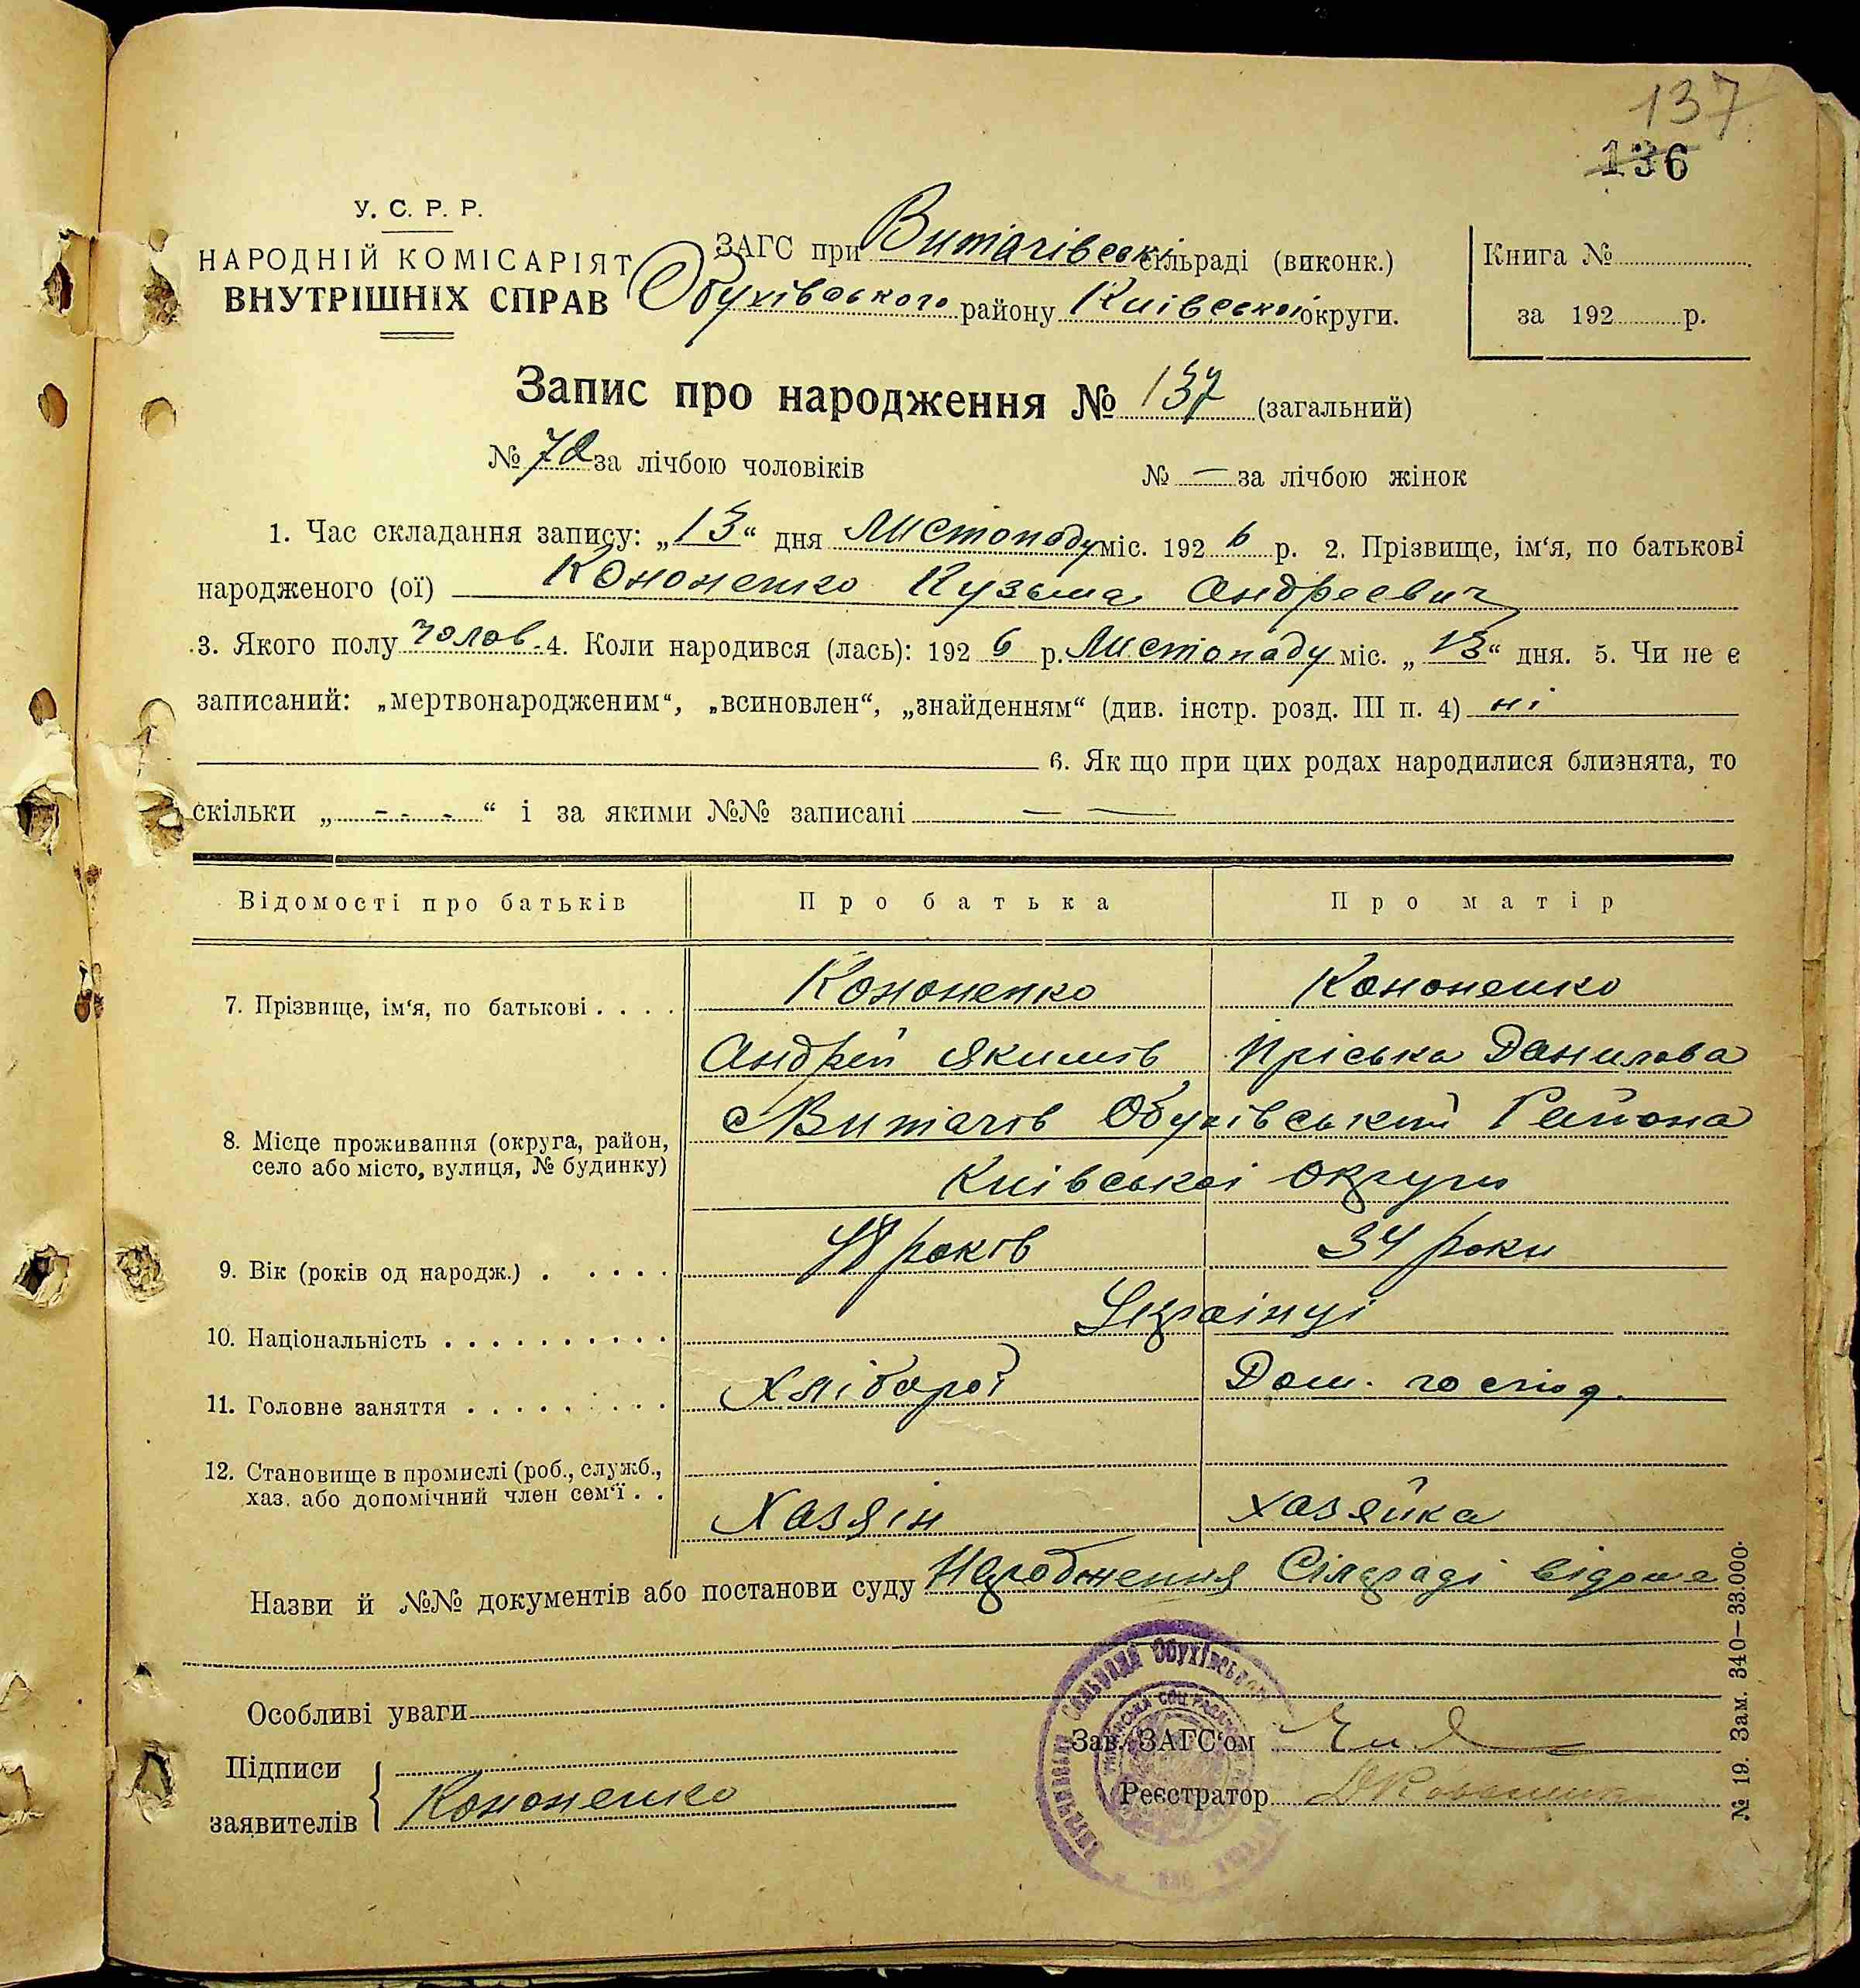 137
136
У. С. Р. Р.
НАРОДНІЙ КОМІСАРІЯТ
ВНУТРІШНІХ СПРАВ
ЗАГС при Витачівські сільраді (виконк.)
Обухівського району Київської округи.
Книга №
за 192 р.
Запис про народження № 137 (загальний)
№ 72 за лічбою чоловіків № — за лічбою жінок
1. Час складання запису: „13“ дня Листопаду міс. 192 6 р. 2. Прізвище, ім‘я, по батькові
народженого (ої) Кононенко Кузьма Андреевич
3. Якого полу чолов. 4. Коли народився (лась): 192 6 р. Листопаду міс. „13“ дня. 5. Чи не є
записаний: „мертвонародженим“, „всиновлен“, „знайденням“ (див. інстр. розд. III п. 4) ні
6. Як що при цих родах народилися близнята, то
скільки „ - - - “ і за якими №№ записані — —
Відомості про батьків Про батька Про матір
7. Прізвище, ім‘я, по батькові . . . . Кононенко Кононенко
Андрей Якимів Пріська Данилова
8. Місце проживання (округа, район, с Витачів Обухівський Района
село або місто, вулиця, № будинку) Київської округи
9. Вік (років од народж.) . . . . . 48 років 34 роки
10. Національність . . . . . . . . . . Українці
11. Головне заняття . . . . . . . . . Хлібороб Дом. господ.
12. Становище в промислі (роб., служб.,
хаз. або допомічний член сем‘ї . . Хазяін хазяйка
Назви й №№ документів або постанови суду Народження Сілраді відоме
Особливі уваги
Підписи
заявителів Кононенко
Зав. ЗАГС‘ом
Реєстратор
№ 19. Зам. 340–33.000.